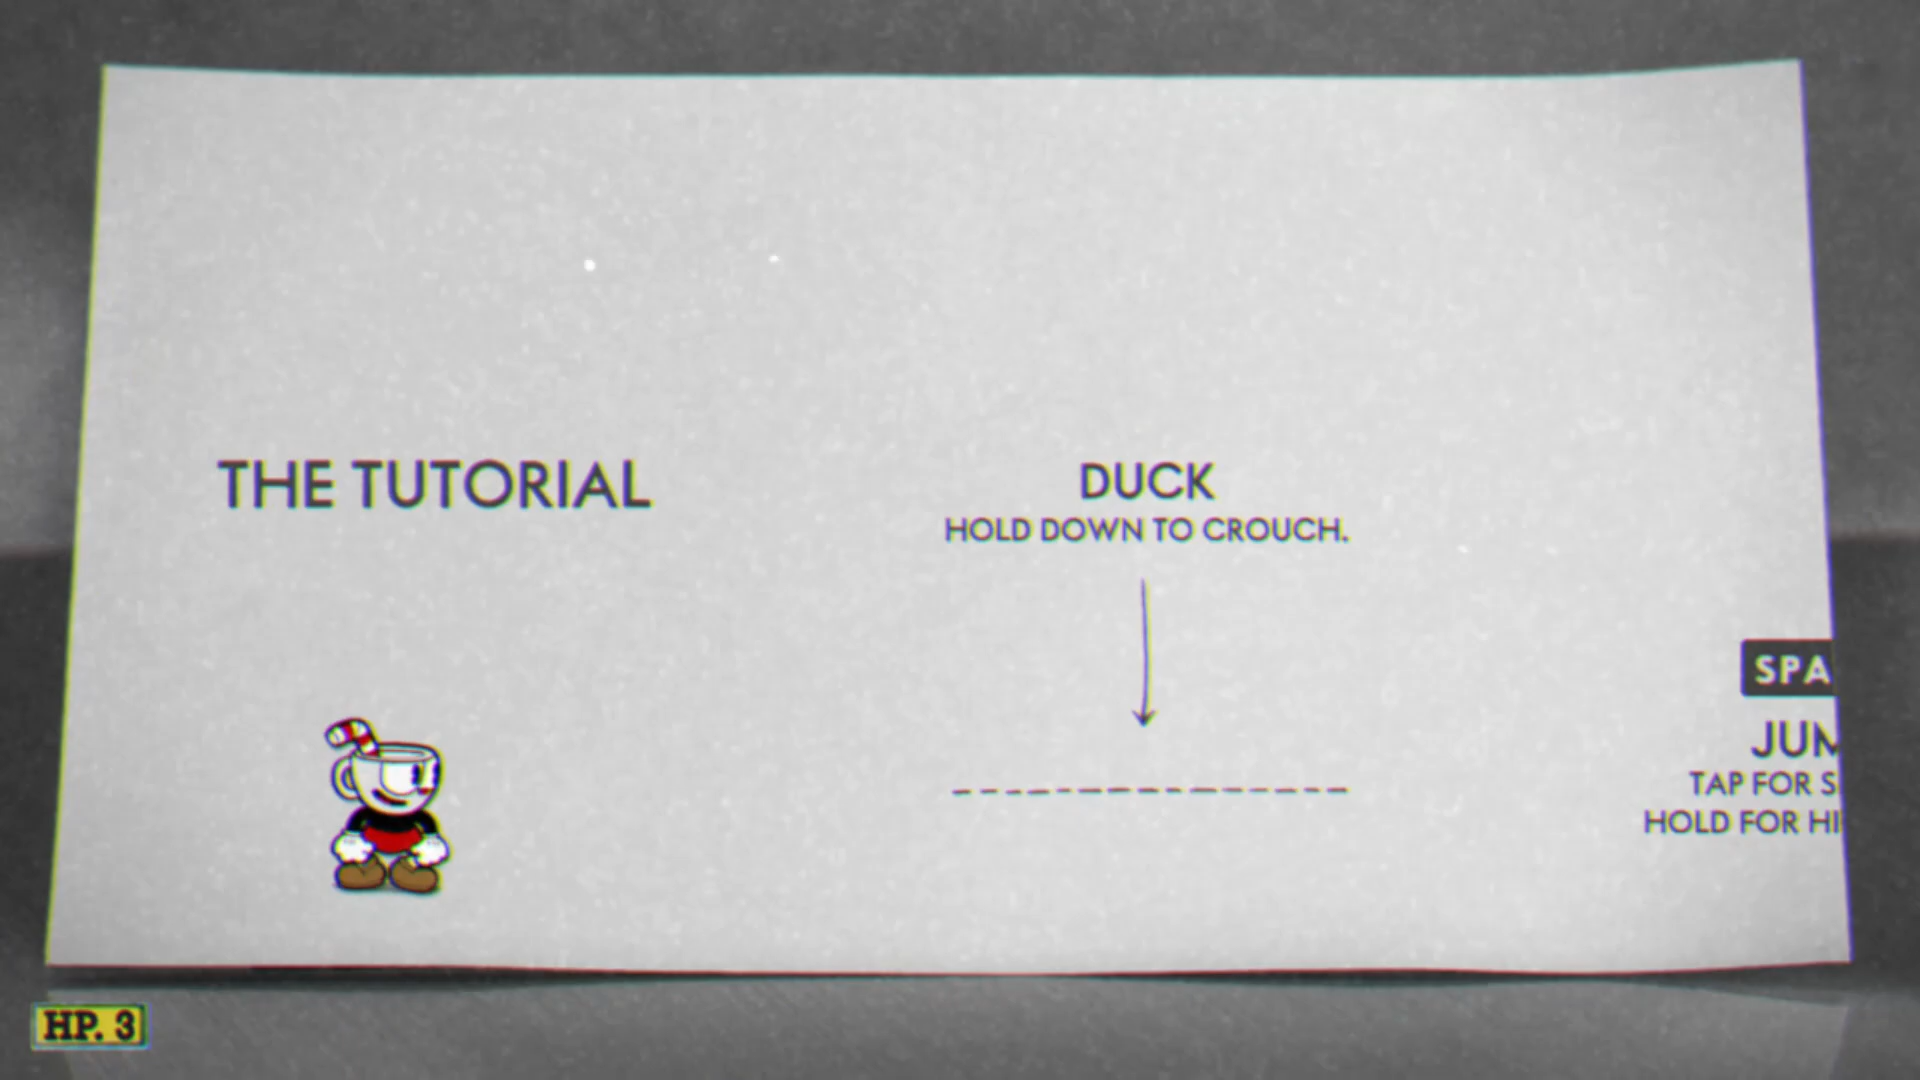 THE TUTORIAL
DUCK
HOLD DOWN TO CROUCH.
SPA
JUM
TAP FOR S
HOLD FOR HI
HP. 3